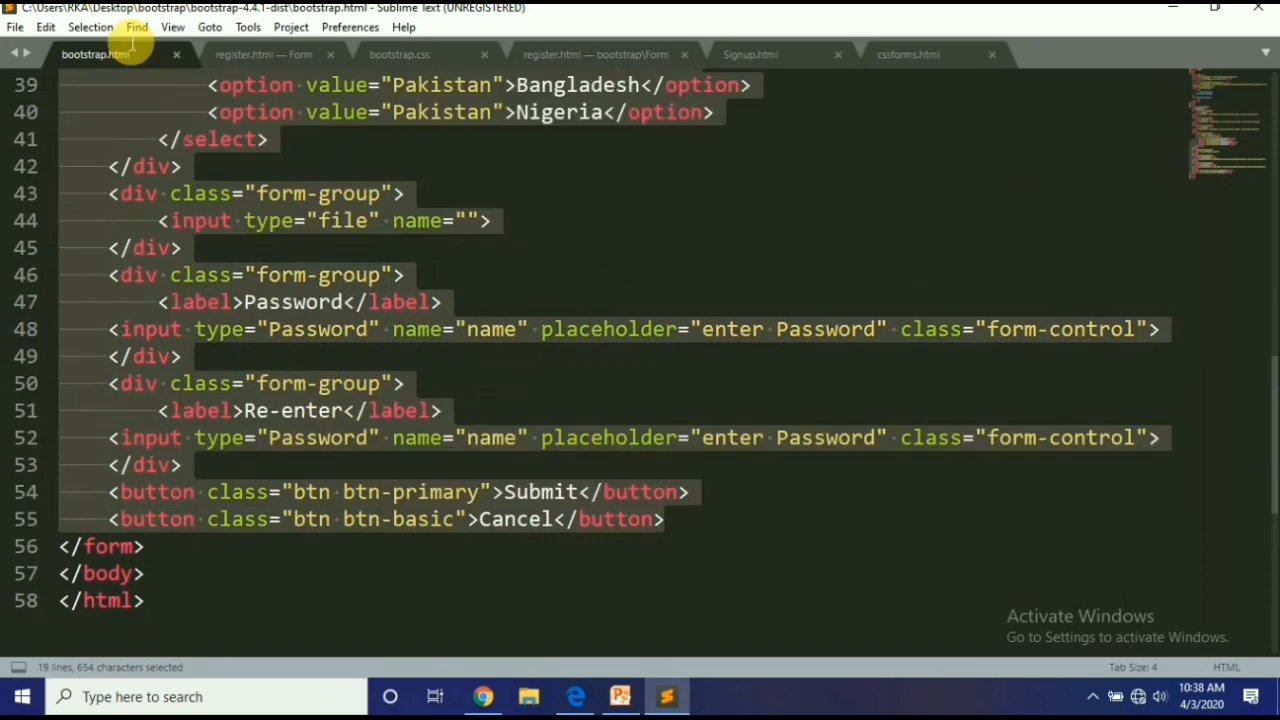 C:\Users\RKA\Desktop\bootstrap\bootstrap-4.4.1-dist\bootstrap.html • - Sublime Text (UNREGISTERED)
File Edit Selection Find View Goto Tools Project Preferences Help
bootstrap.html register.html — Form bootstrap.css register.html — bootstrap\Form Signup.html cssforms.html
39 <option value="Pakistan">Bangladesh</option>
40 <option value="Pakistan">Nigeria</option>
41 </select>
42 </div>
43 <div class="form-group">
44 <input type="file" name="">
45 </div>
46 <div class="form-group">
47 <label>Password</label>
48 <input type="Password" name="name" placeholder="enter Password" class="form-control">
49 </div>
50 <div class="form-group">
51 <label>Re-enter</label>
52 <input type="Password" name="name" placeholder="enter Password" class="form-control">
53 </div>
54 <button class="btn btn-primary">Submit</button>
55 <button class="btn btn-basic">Cancel</button>
56 </form>
57 </body>
58 </html>
Activate Windows
Go to Settings to activate Windows.
19 lines, 654 characters selected Tab Size: 4 HTML
Type here to search 10:38 AM
4/3/2020